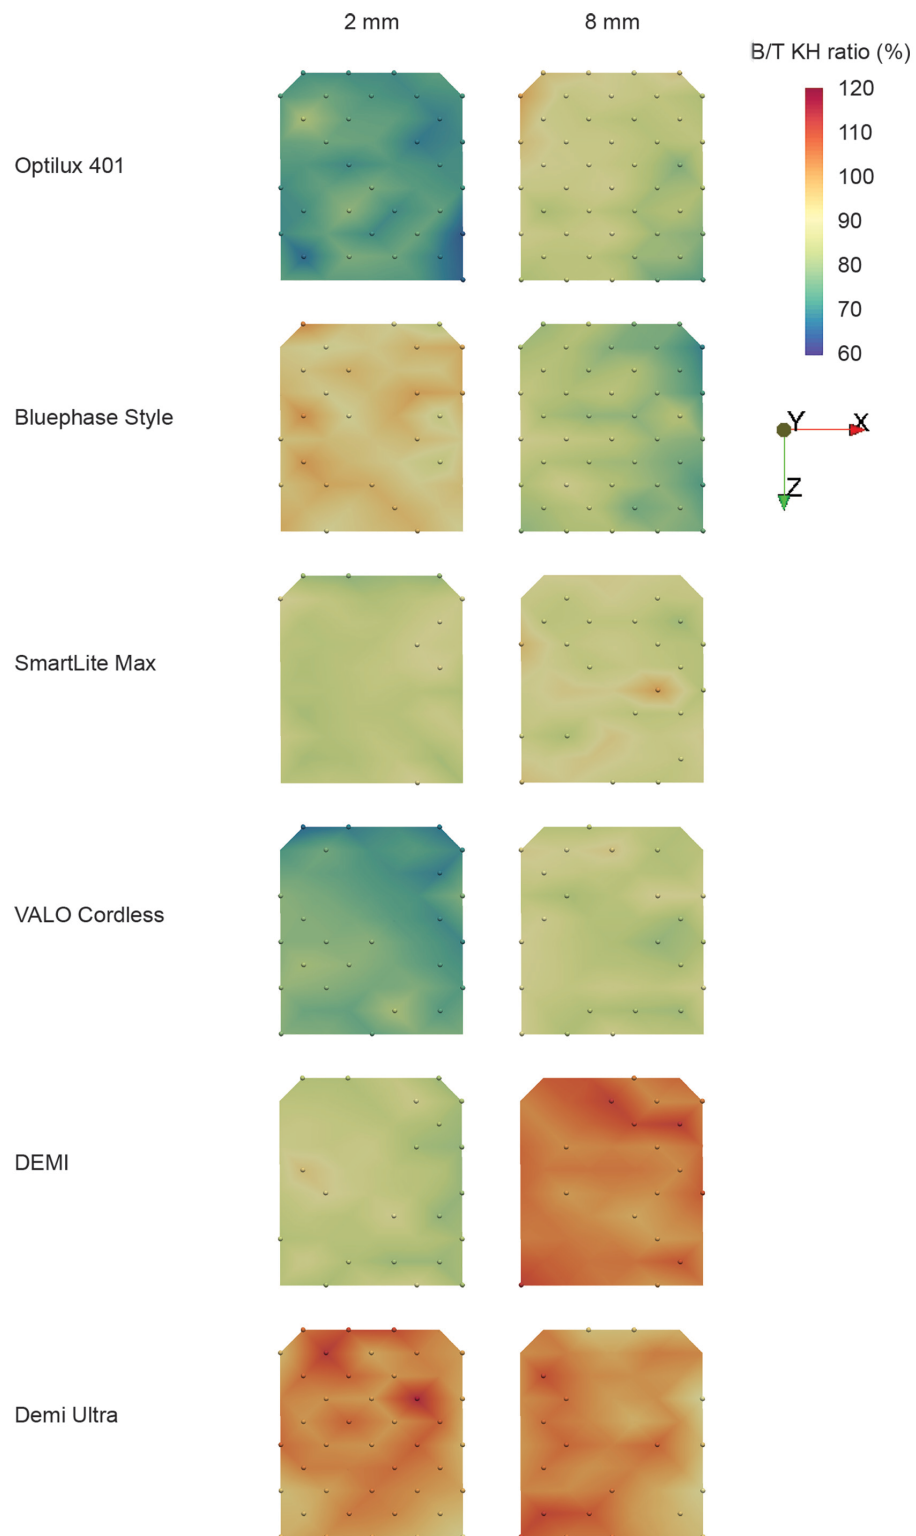 2 mm 8 mm
B/T KH ratio (%)
120
110
Optilux 401
100
90
80
70
60
Bluephase Style
Y X
Z
SmartLite Max
VALO Cordless
DEMI
Demi Ultra